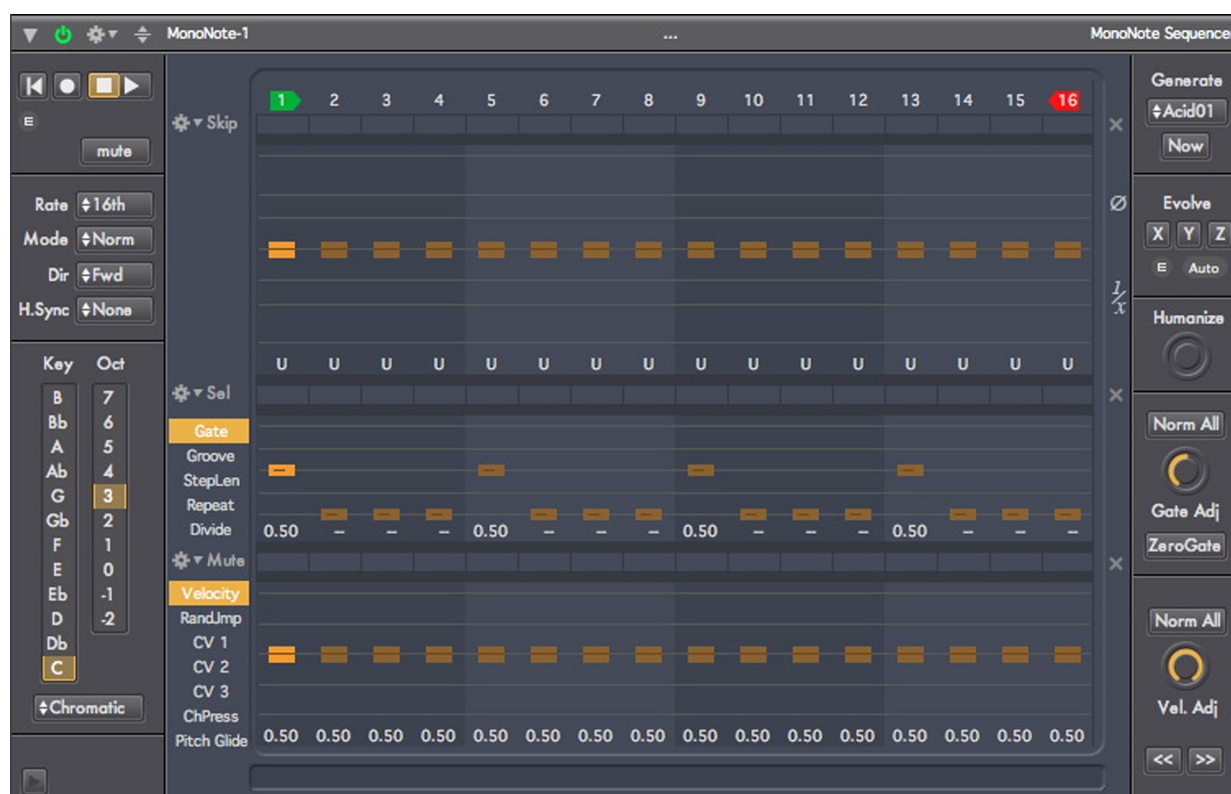 MonoNote-1 ... MonoNote Sequence
1 2 3 4 5 6 7 8 9 10 11 12 13 14 15 16
Skip
E
mute
Rate 16th
Mode Norm
Dir Fwd
H.Sync None
Key Oct
B 7
Bb 6
A 5
Ab 4
G 3
Gb 2
F 1
E 0
Eb -1
D -2
Db
C
Chromatic
U U U U U U U U U U U U U U U U
Sel
Gate
Groove
StepLen
Repeat
Divide
0.50 – – – 0.50 – – – 0.50 – – – 0.50 – – –
Mute
Velocity
RandJmp
CV 1
CV 2
CV 3
ChPress
Pitch Glide
0.50 0.50 0.50 0.50 0.50 0.50 0.50 0.50 0.50 0.50 0.50 0.50 0.50 0.50 0.50 0.50
×
Ø
1/x
×
×
Generate
Acid01
Now
Evolve
X Y Z
E Auto
Humanize
Norm All
Gate Adj
ZeroGate
Norm All
Vel. Adj
<< >>